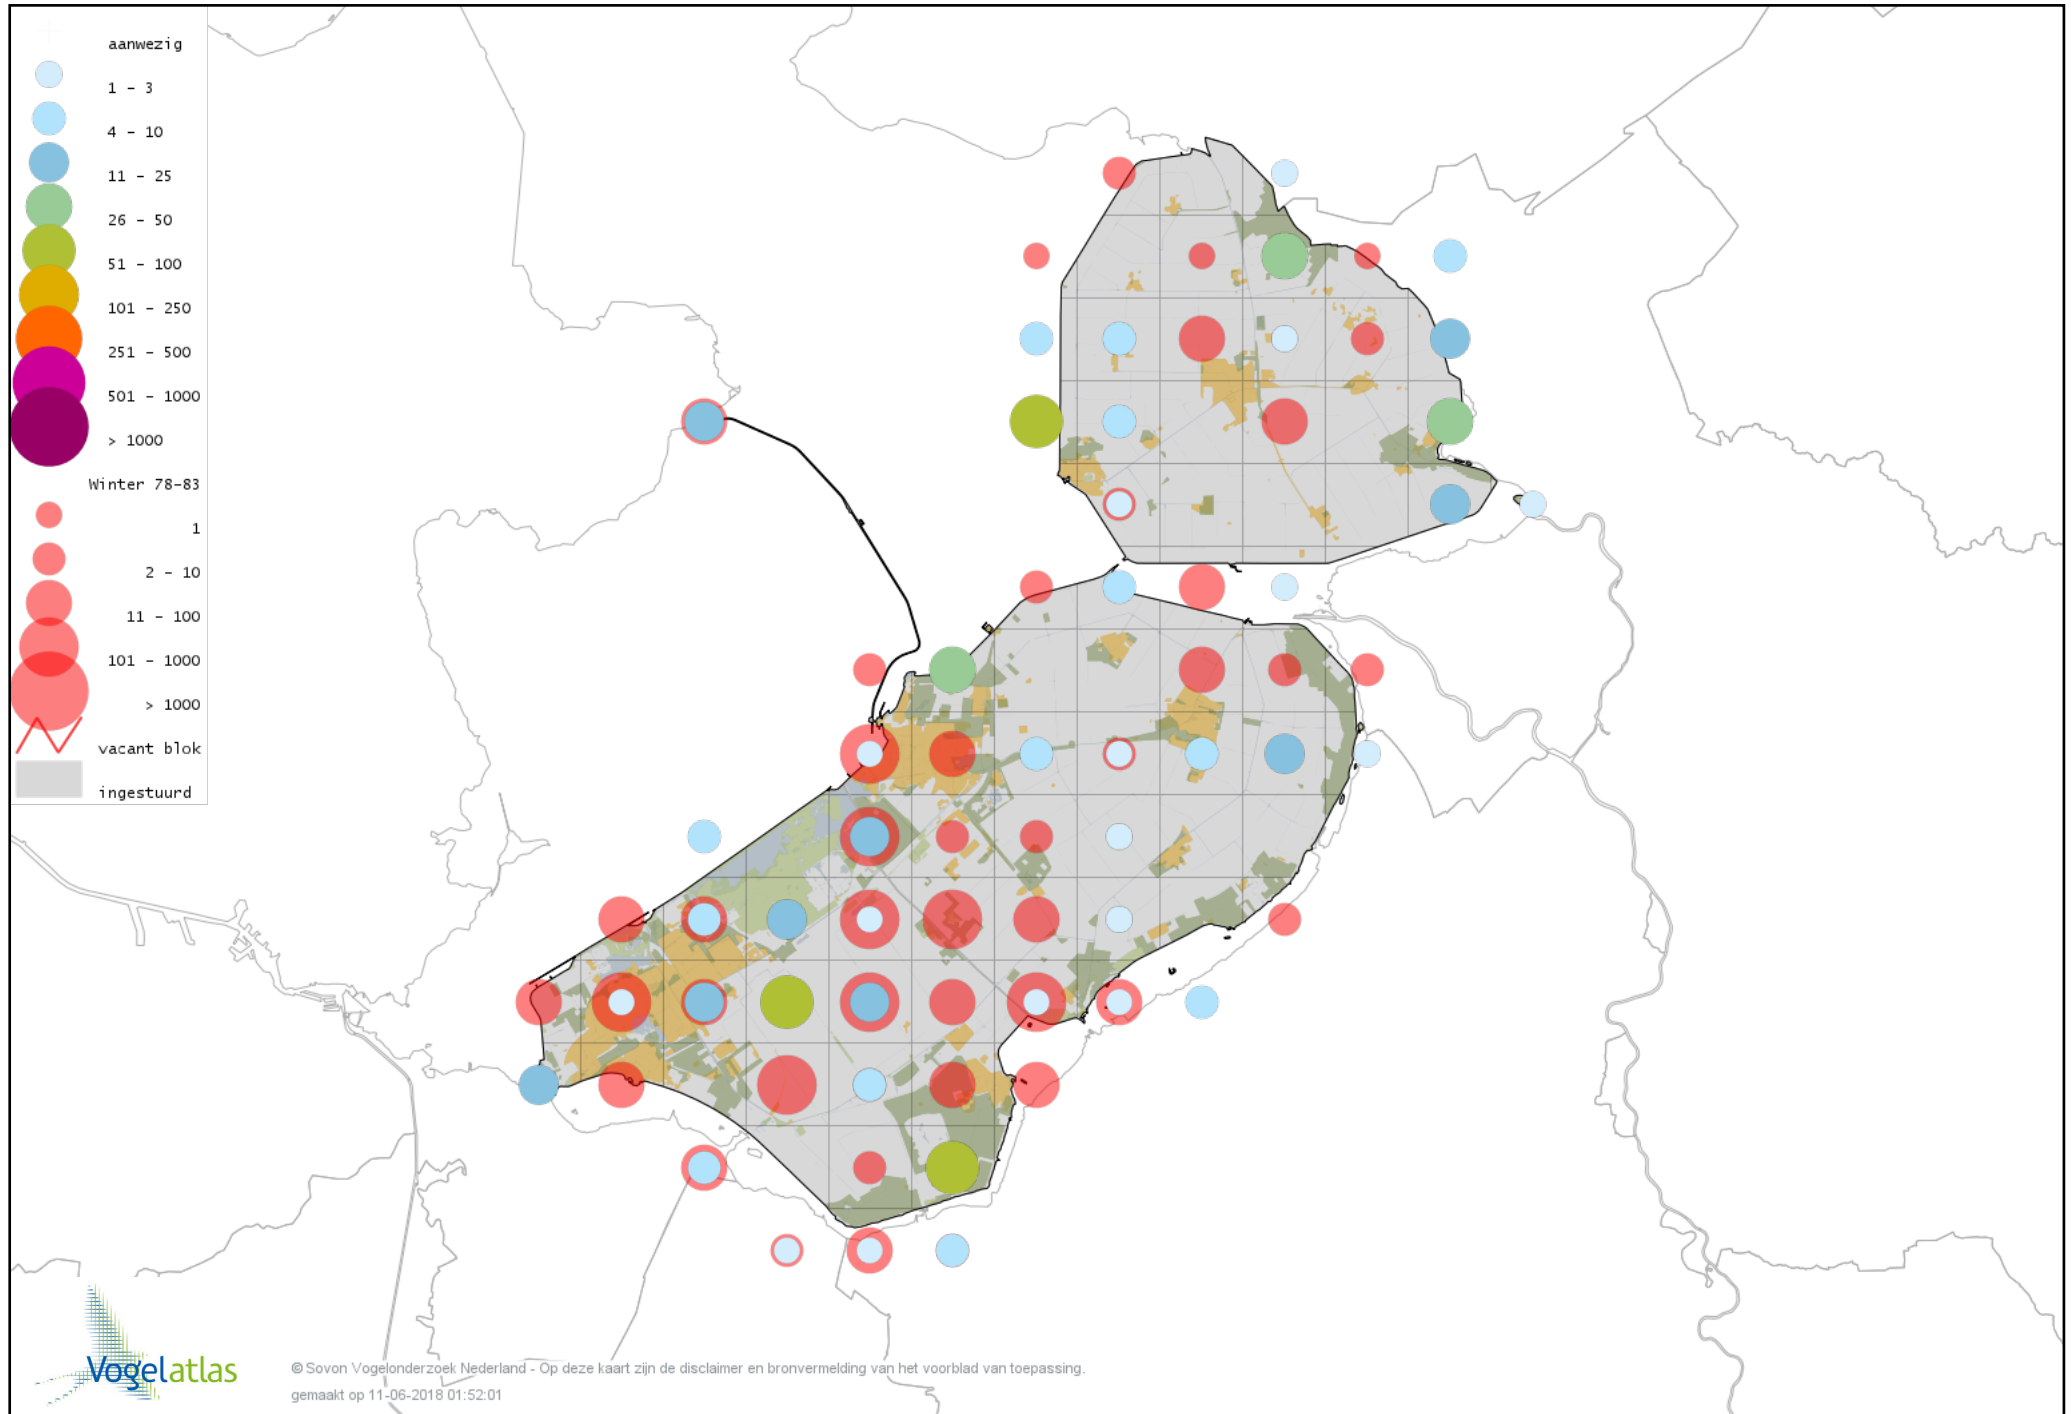 aanwezig
1 - 3
4 - 10
11 - 25
26 - 50
51 - 100
101 - 250
251 - 500
501 - 1000
> 1000
Winter 78-83
1
2 - 10
11 - 100
101 - 1000
> 1000
vacant blok
ingestuurd
Vogelatlas
© Sovon Vogelonderzoek Nederland - Op deze kaart zijn de disclaimer en bronvermelding van het voorblad van toepassing.
gemaakt op 11-06-2018 01:52:01